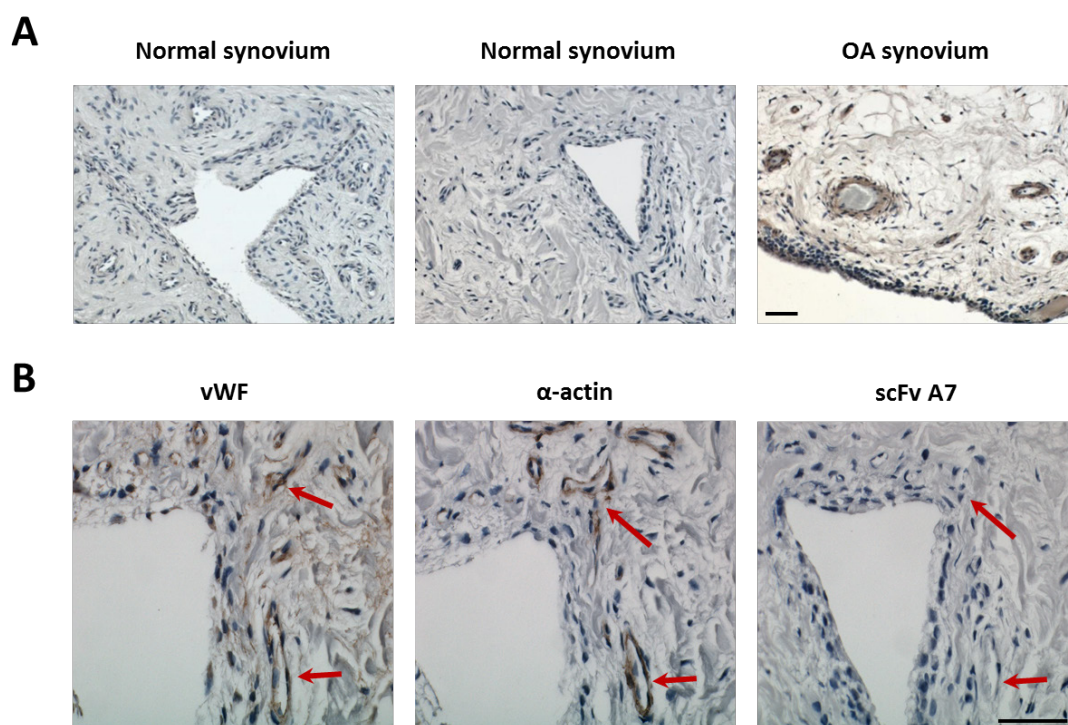 A
Normal synovium
Normal synovium
OA synovium
B
vWF
α-actin
scFv A7